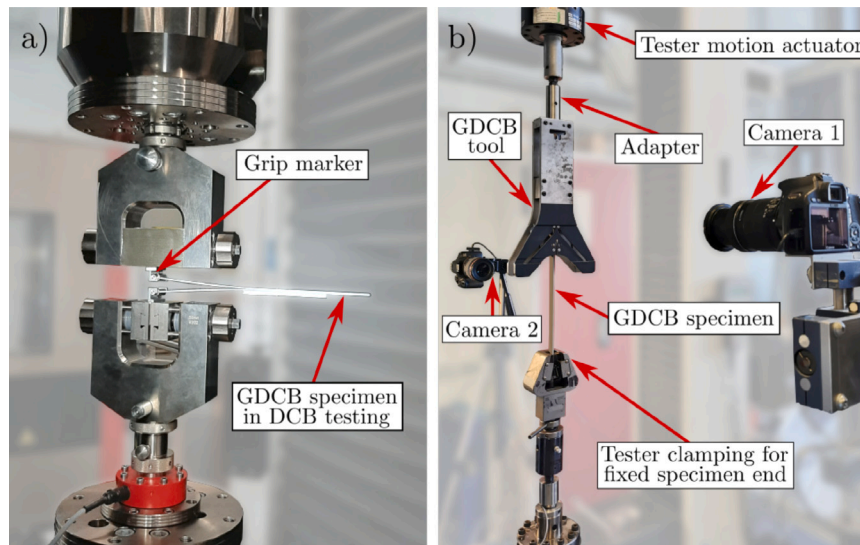 a)
Grip marker
GDCB specimen
in DCB testing
b)
Tester motion actuator
GDCB
tool
Adapter
Camera 1
Camera 2
GDCB specimen
Tester clamping for
fixed specimen end